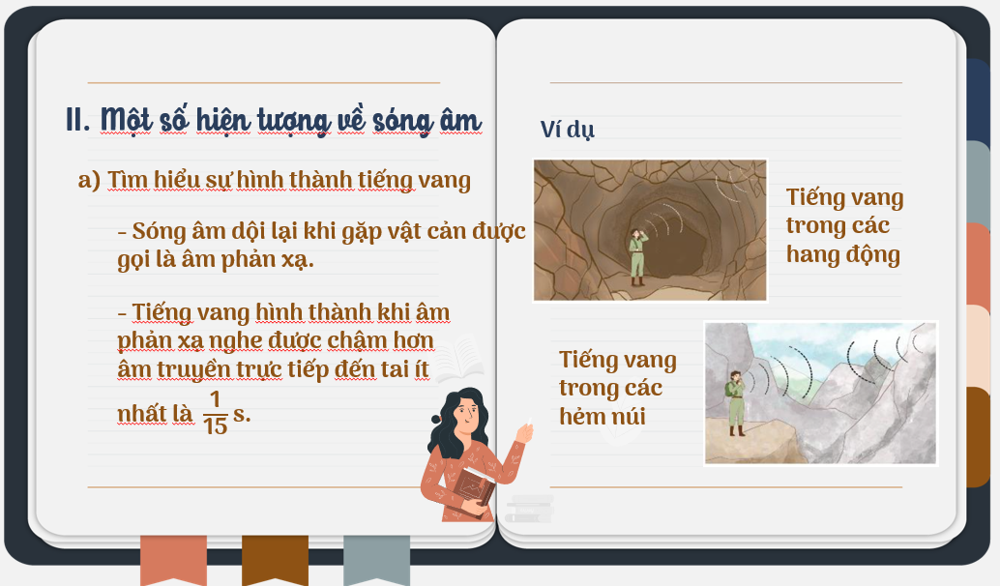 II. Một số hiện tượng về sóng âm
a) Tìm hiểu sự hình thành tiếng vang
- Sóng âm dội lại khi gặp vật cản được
gọi là âm phản xạ.
- Tiếng vang hình thành khi âm
phản xạ nghe được chậm hơn
âm truyền trực tiếp đến tai ít
nhất là 1/15 s.
Ví dụ
Tiếng vang
trong các
hang động
Tiếng vang
trong các
hẻm núi